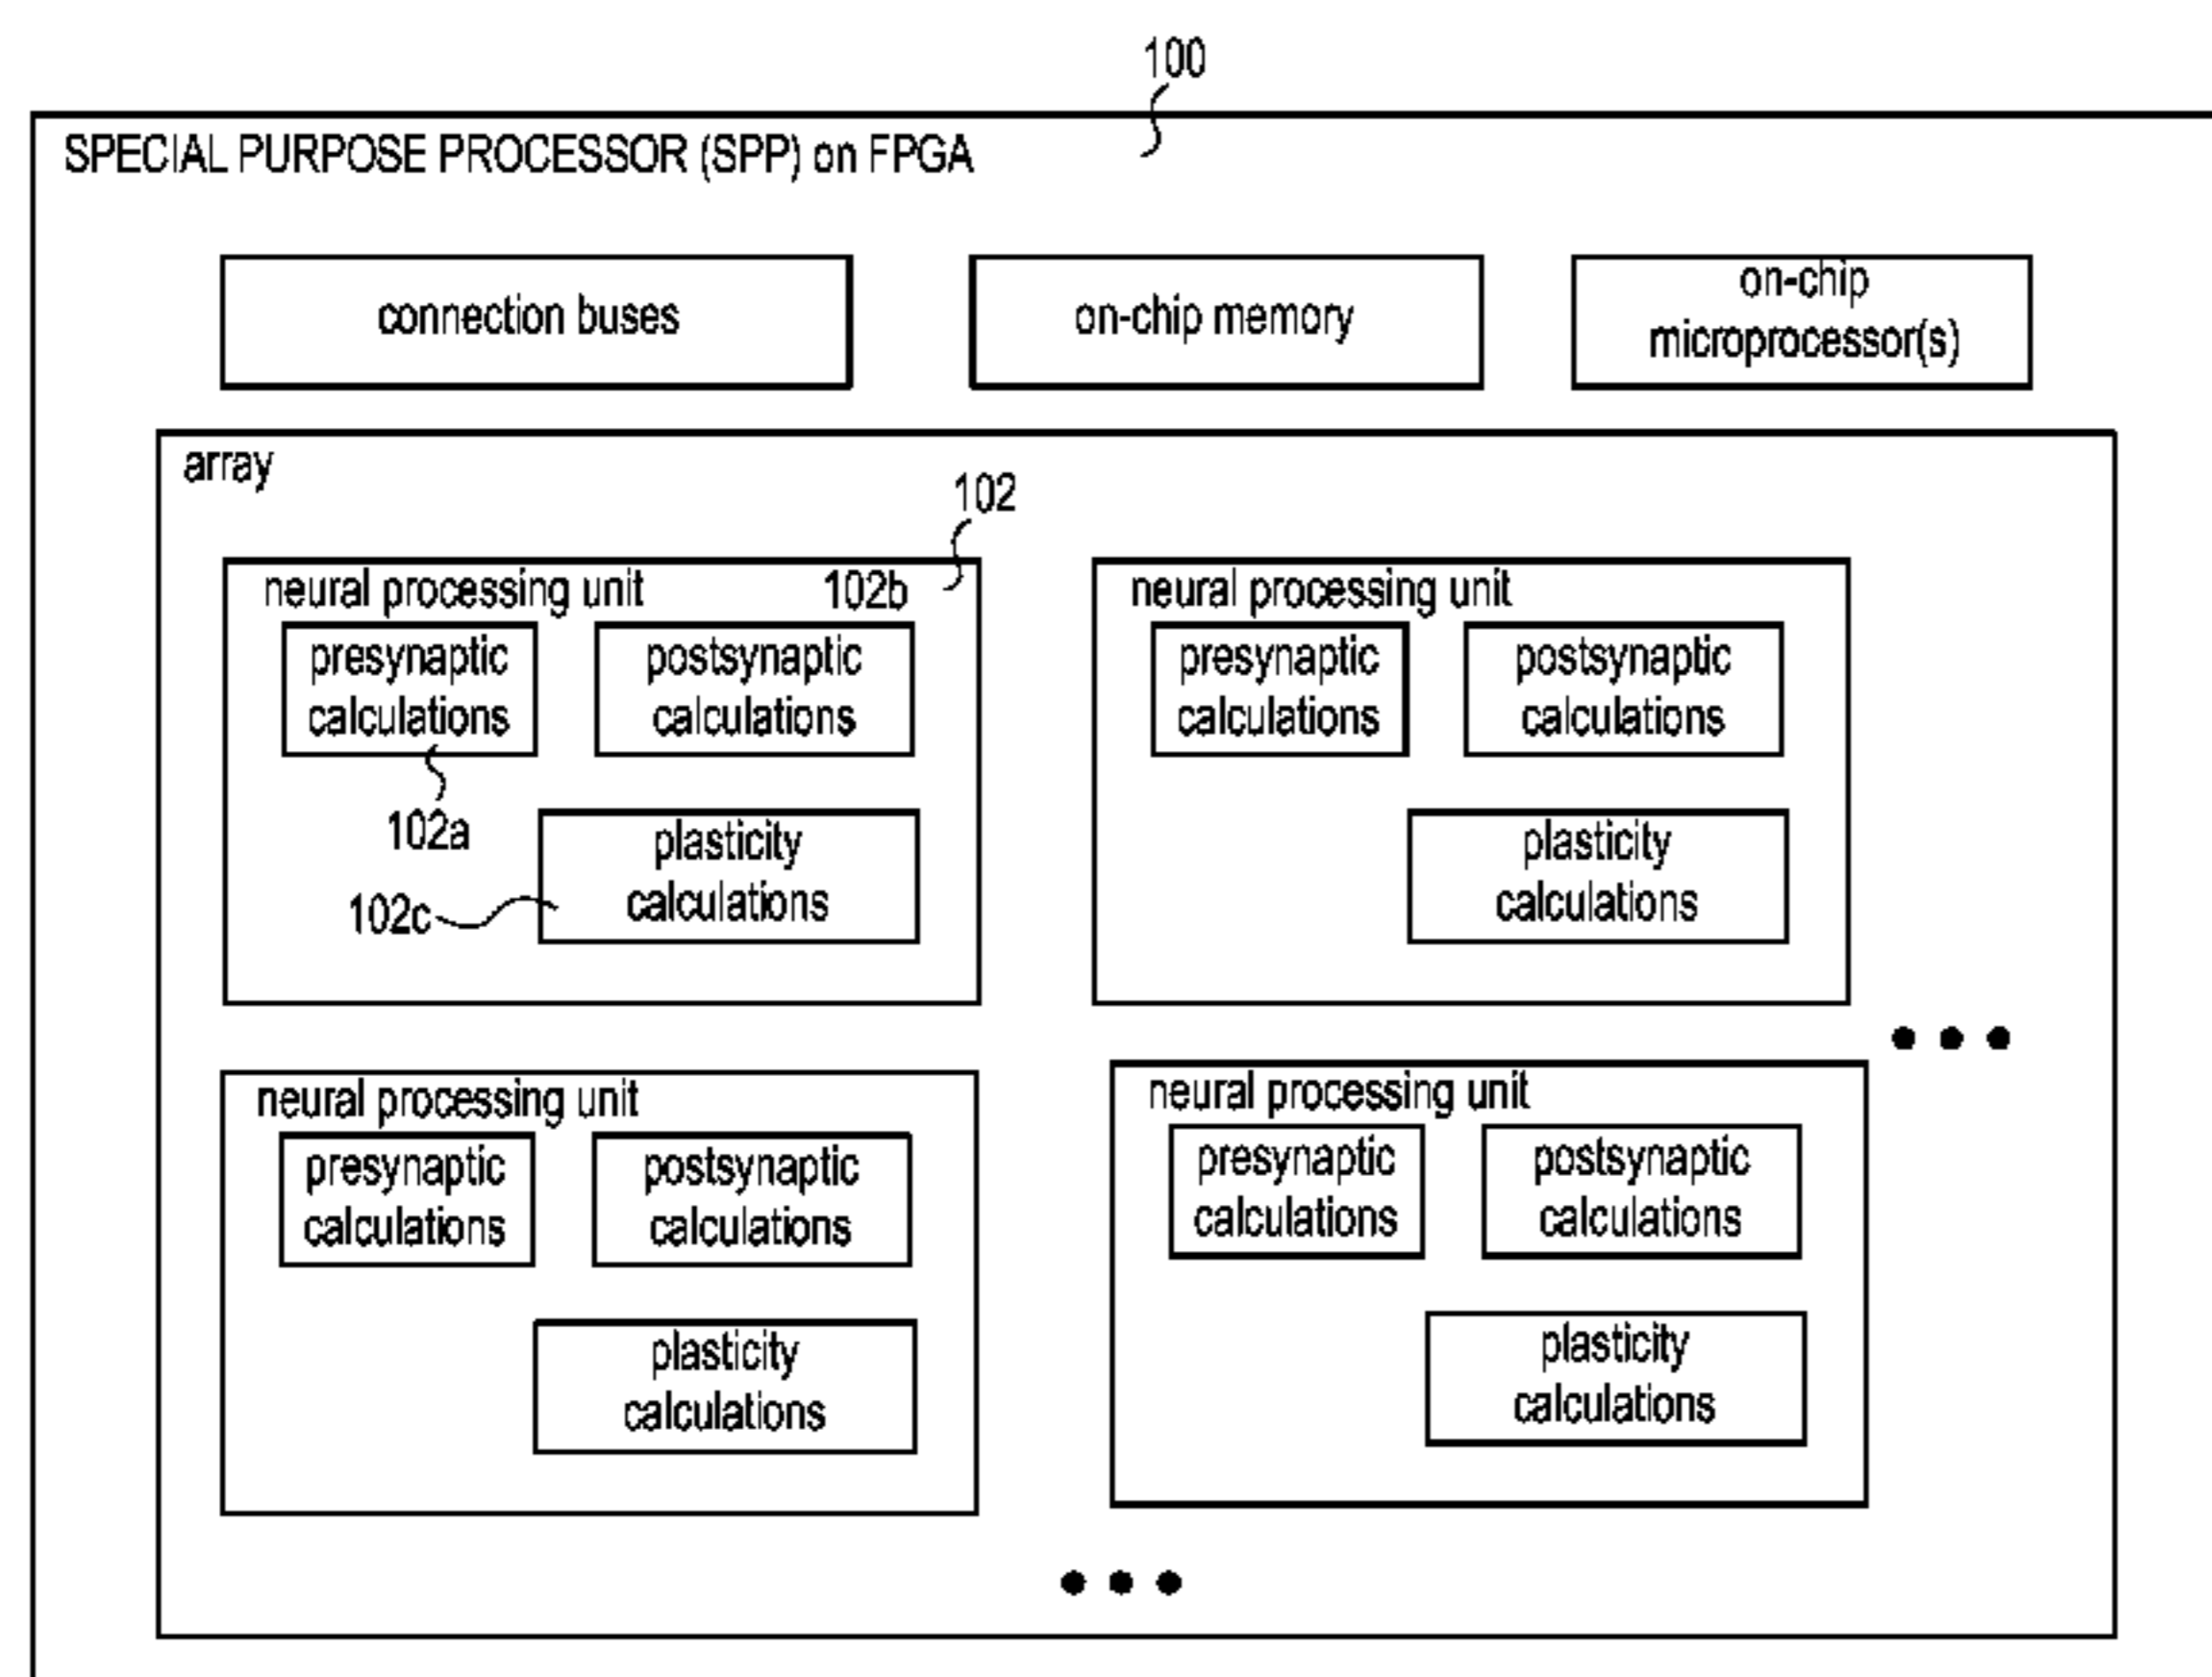 100
SPECIAL PURPOSE PROCESSOR (SPP) on FPGA
connection buses
on-chip memory
on-chip
microprocessor(s)
array
102
neural processing unit
102b
presynaptic
calculations
postsynaptic
calculations
102a
plasticity
calculations
102c
neural processing unit
presynaptic
calculations
postsynaptic
calculations
plasticity
calculations
neural processing unit
presynaptic
calculations
postsynaptic
calculations
plasticity
calculations
neural processing unit
presynaptic
calculations
postsynaptic
calculations
plasticity
calculations